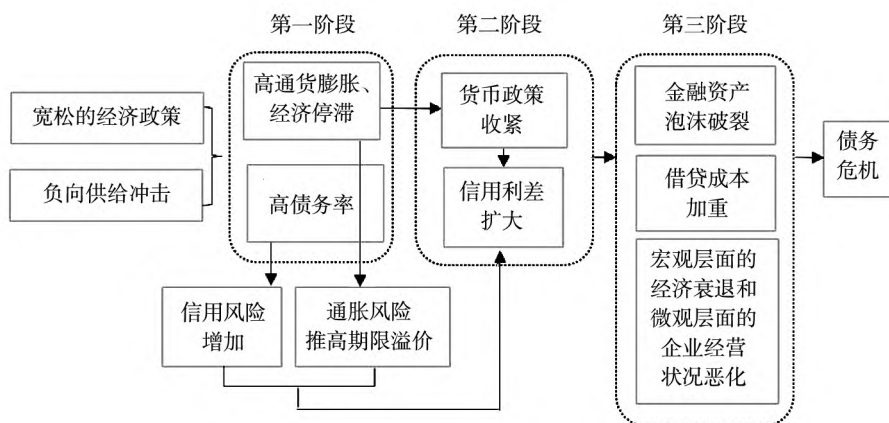 第一阶段
第二阶段
第三阶段
宽松的经济政策
负向供给冲击
高通货膨胀、
经济停滞
高债务率
信用风险
增加
通胀风险
推高期限溢价
货币政策
收紧
信用利差
扩大
金融资产
泡沫破裂
借贷成本
加重
宏观层面的
经济衰退和
微观层面的
企业经营
状况恶化
债务
危机